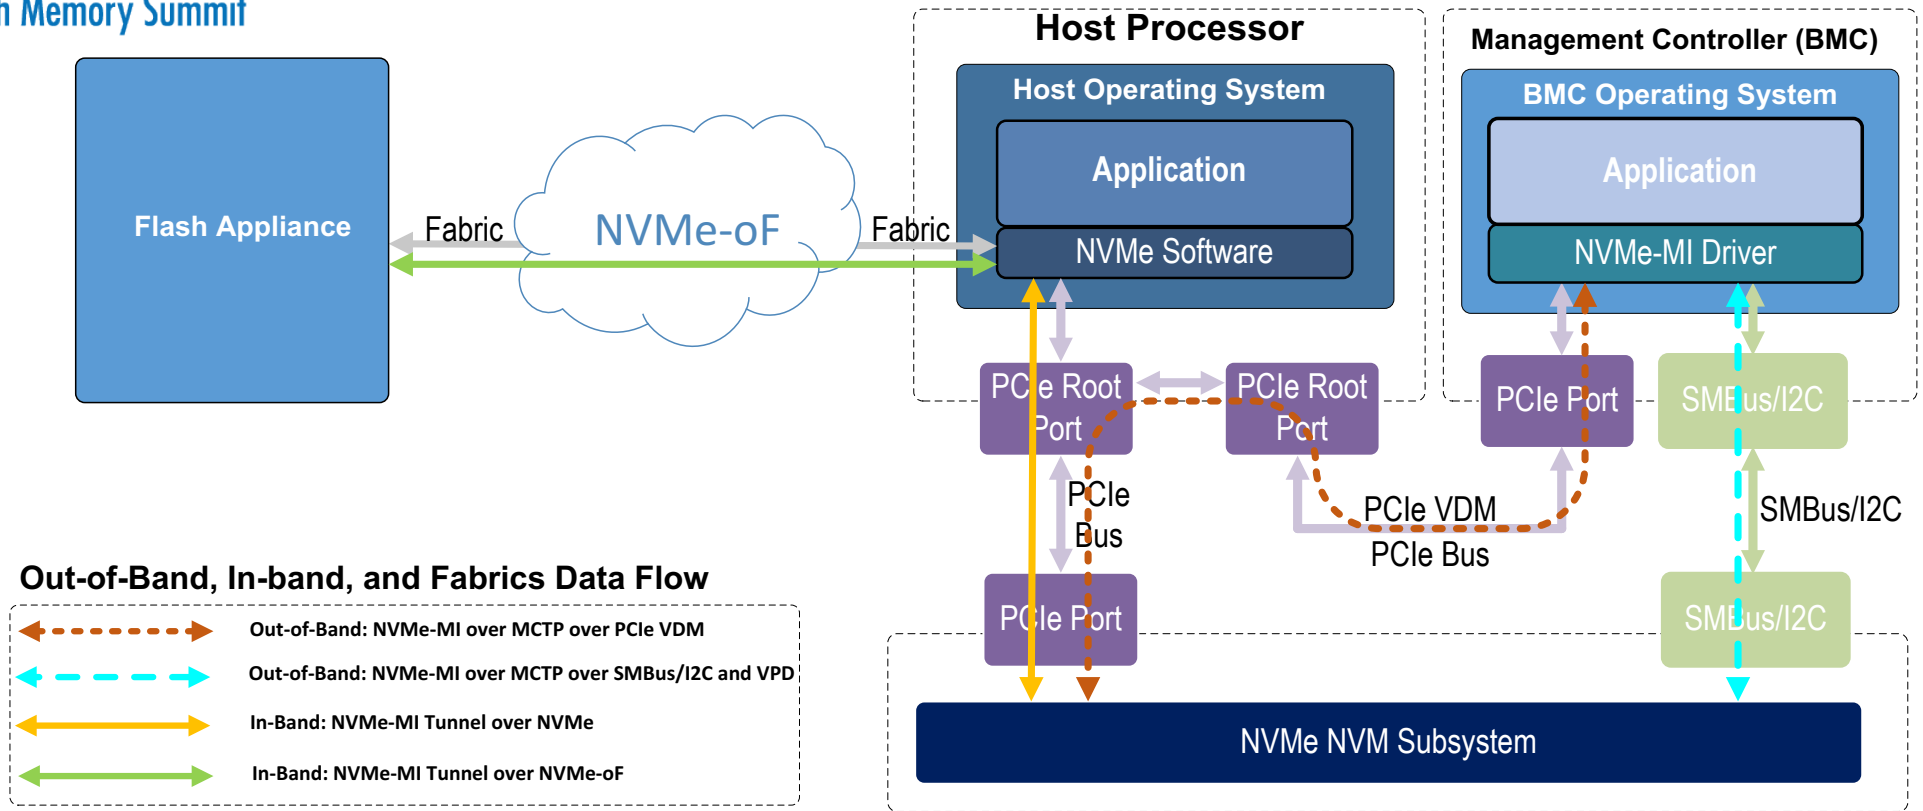 h Memory Summit
Host Processor
Management Controller (BMC)
Host Operating System
BMC Operating System
Application
Application
Flash Appliance
Fabric
NVMe-oF
Fabric
NVMe Software
NVMe-MI Driver
PCIe Root
Port
PCIe Root
Port
PCIe Port
SMBus/I2C
PCIe
Bus
PCIe VDM
PCIe Bus
SMBus/I2C
PCIe Port
SMBus/I2C
NVMe NVM Subsystem
Out-of-Band, In-band, and Fabrics Data Flow
Out-of-Band: NVMe-MI over MCTP over PCIe VDM
Out-of-Band: NVMe-MI over MCTP over SMBus/I2C and VPD
In-Band: NVMe-MI Tunnel over NVMe
In-Band: NVMe-MI Tunnel over NVMe-oF